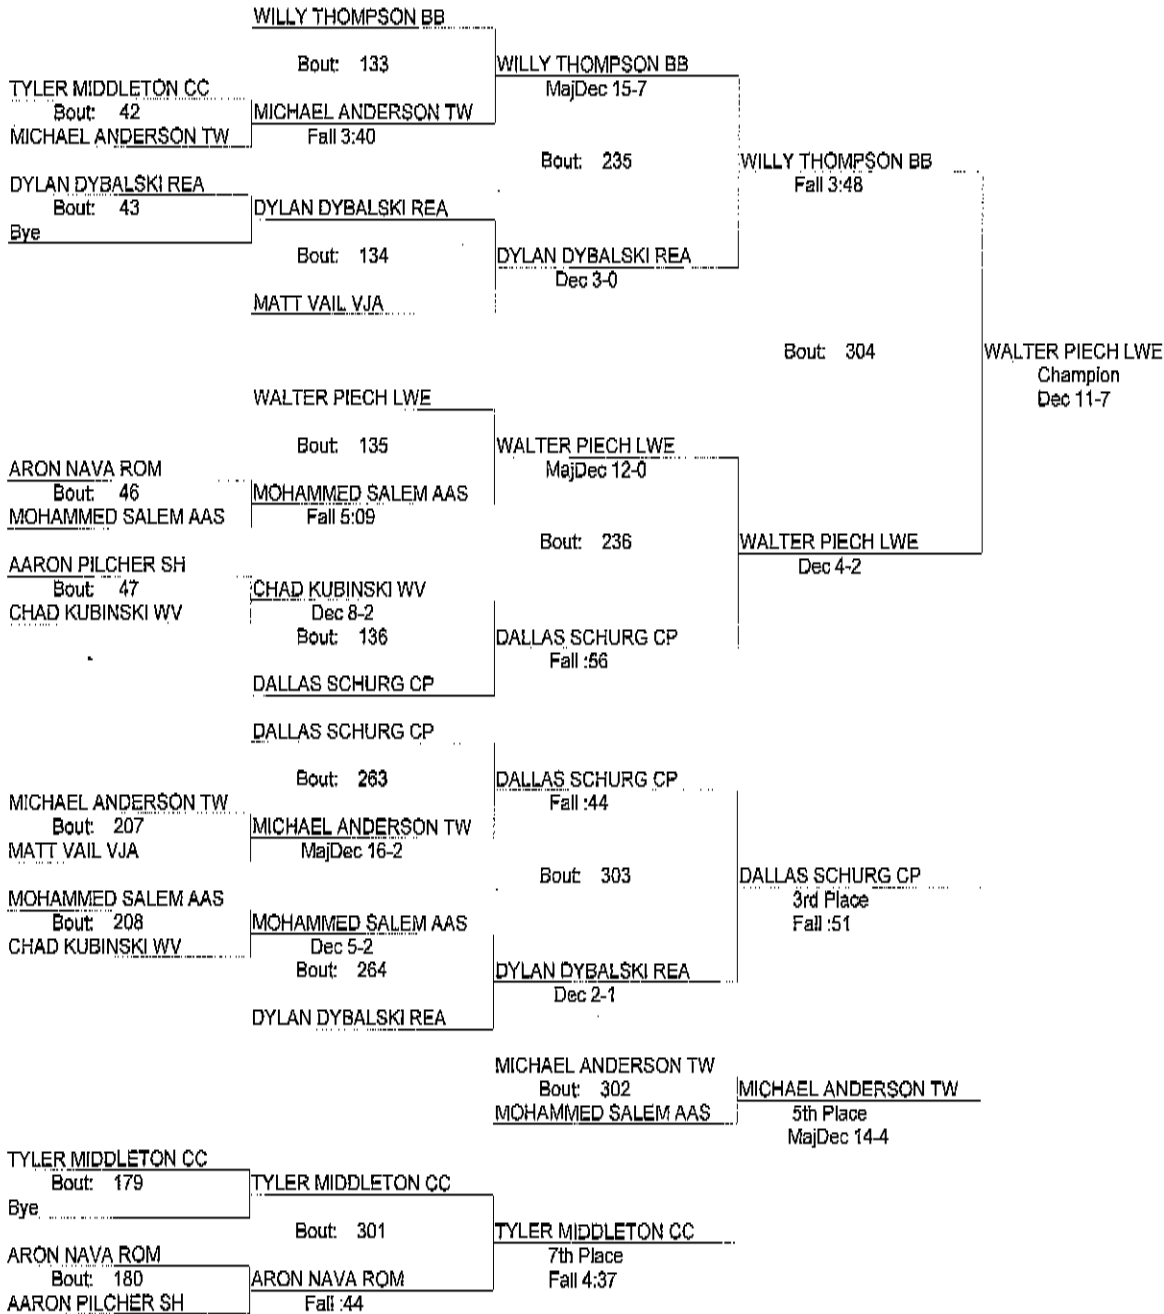 WILLY THOMPSON BB
Bout: 133
WILLY THOMPSON BB
MajDec 15-7
TYLER MIDDLETON CC
Bout: 42
MICHAEL ANDERSON TW
MICHAEL ANDERSON TW
Fall 3:40
Bout: 235
WILLY THOMPSON BB
Fall 3:48
DYLAN DYBALSKI REA
Bout: 43
Bye
DYLAN DYBALSKI REA
Bout: 134
DYLAN DYBALSKI REA
Dec 3-0
MATT VAIL VJA
Bout: 304
WALTER PIECH LWE
Champion
Dec 11-7
WALTER PIECH LWE
Bout: 135
WALTER PIECH LWE
MajDec 12-0
ARON NAVA ROM
Bout: 46
MOHAMMED SALEM AAS
MOHAMMED SALEM AAS
Fall 5:09
Bout: 236
WALTER PIECH LWE
Dec 4-2
AARON PILCHER SH
Bout: 47
CHAD KUBINSKI WV
CHAD KUBINSKI WV
Dec 8-2
Bout: 136
DALLAS SCHURG CP
Fall :56
DALLAS SCHURG CP
DALLAS SCHURG CP
Bout: 263
DALLAS SCHURG CP
Fall :44
MICHAEL ANDERSON TW
Bout: 207
MATT VAIL VJA
MICHAEL ANDERSON TW
MajDec 16-2
Bout: 303
DALLAS SCHURG CP
3rd Place
Fall :51
MOHAMMED SALEM AAS
Bout: 208
CHAD KUBINSKI WV
MOHAMMED SALEM AAS
Dec 5-2
Bout: 264
DYLAN DYBALSKI REA
Dec 2-1
DYLAN DYBALSKI REA
MICHAEL ANDERSON TW
Bout: 302
MOHAMMED SALEM AAS
MICHAEL ANDERSON TW
5th Place
MajDec 14-4
TYLER MIDDLETON CC
Bout: 179
Bye
TYLER MIDDLETON CC
Bout: 301
TYLER MIDDLETON CC
7th Place
Fall 4:37
ARON NAVA ROM
Bout: 180
AARON PILCHER SH
ARON NAVA ROM
Fall :44